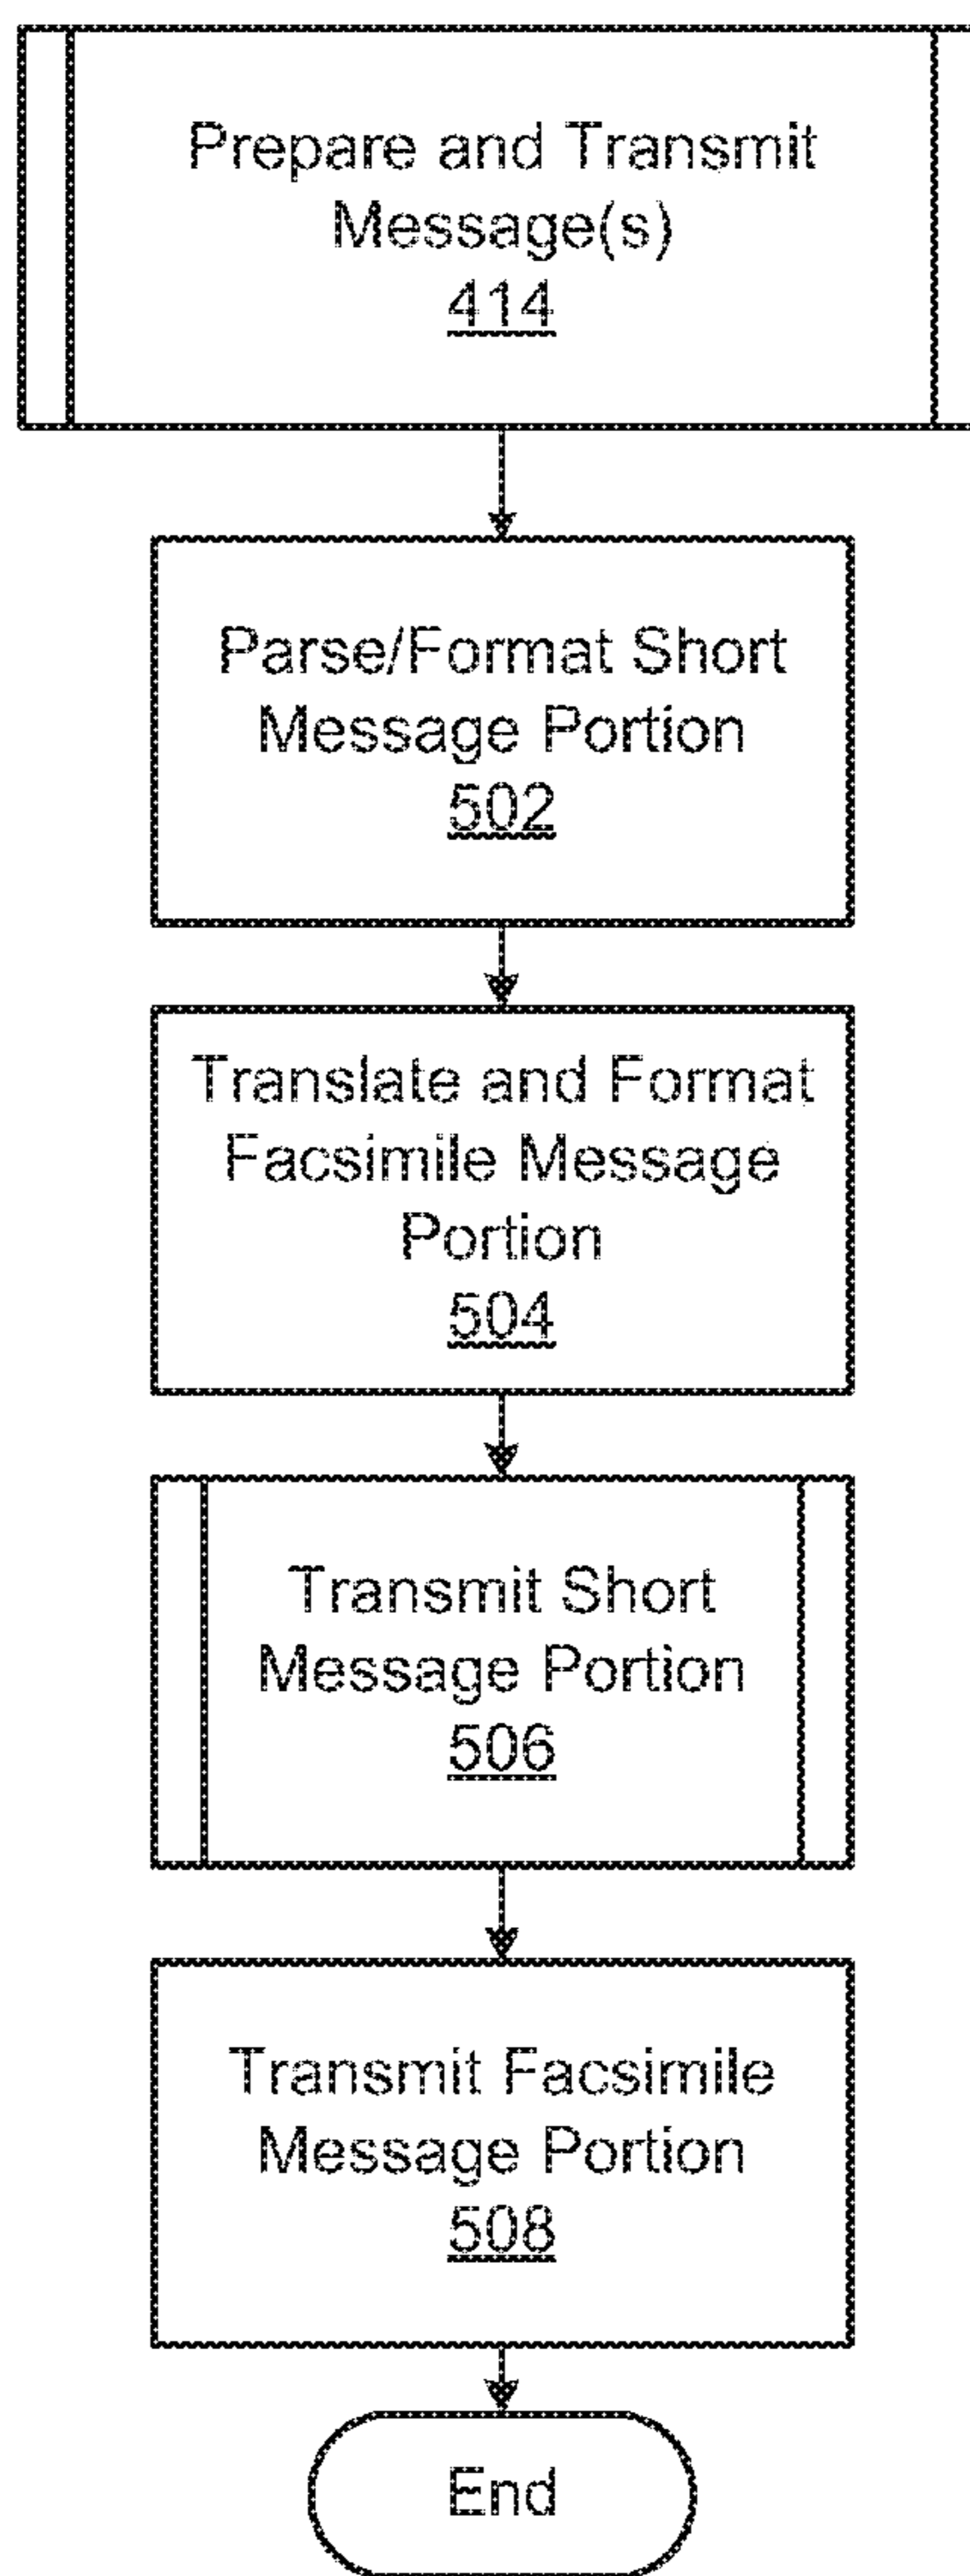 Prepare and Transmit
Message(s)
414
Parse/Format Short
Message Portion
502
Translate and Format
Facsimile Message
Portion
504
Transmit Short
Message Portion
506
Transmit Facsimile
Message Portion
508
End